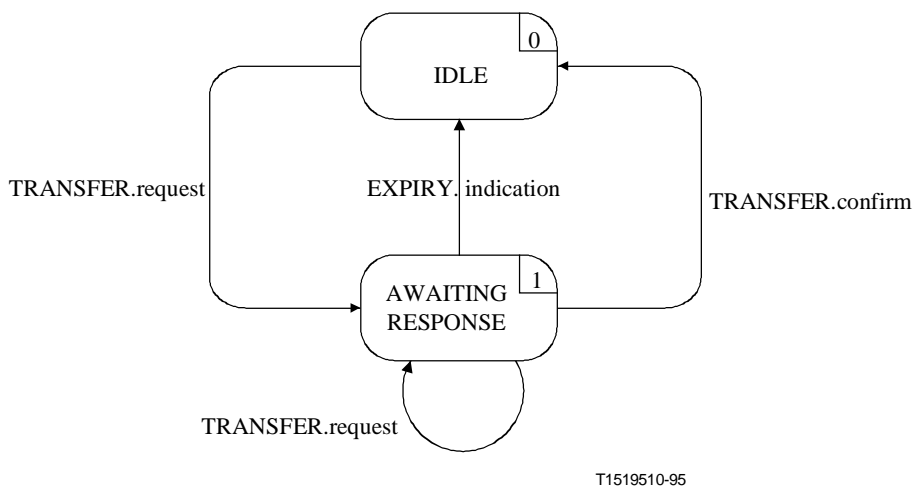 0
IDLE
TRANSFER.request
EXPIRY. indication
TRANSFER.confirm
1
AWAITING
RESPONSE
TRANSFER.request
T1519510-95